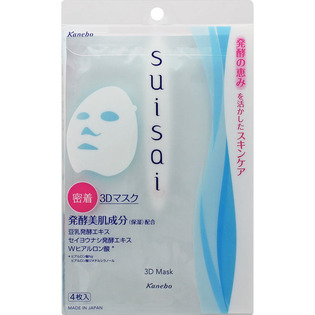 Kanebo
suisai
発酵の恵み
を活かしたスキンケア
密着 3Dマスク
発酵美肌成分(保湿)配合
豆乳発酵エキス
セイヨウナシ発酵エキス
Wヒアルロン酸*
3D Mask
Kanebo
4枚入
MADE IN JAPAN